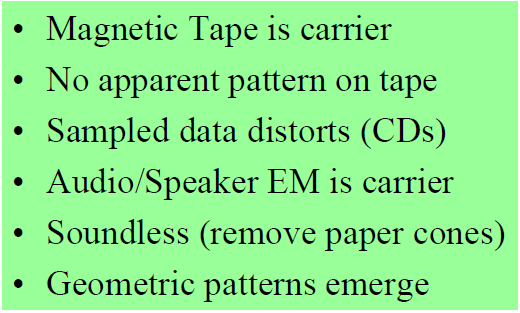 • Magnetic Tape is carrier
• No apparent pattern on tape
• Sampled data distorts (CDs)
• Audio/Speaker EM is carrier
• Soundless (remove paper cones)
• Geometric patterns emerge